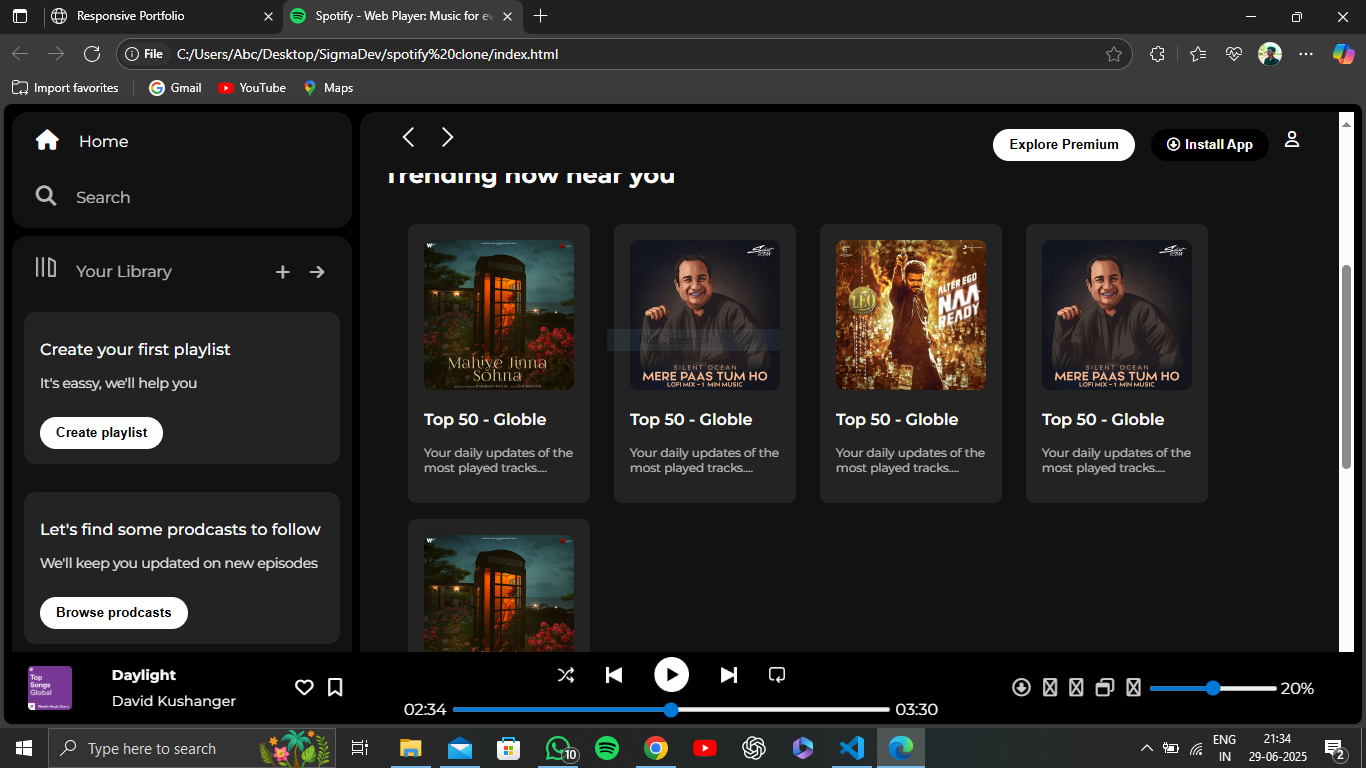 Responsive Portfolio
Spotify - Web Player: Music for ev
File C:/Users/Abc/Desktop/SigmaDev/spotify%20clone/index.html
Import favorites Gmail YouTube Maps
Home
Search
Your Library
Create your first playlist
It's easy, we'll help you
Create playlist
Let's find some prodcasts to follow
We'll keep you updated on new episodes
Browse prodcasts
Explore Premium
Install App
Trending now near you
Mahiye Jinna
Sohna
Top 50 - Globle
Your daily updates of the
most played tracks....
Silent
Ocean
SILENT OCEAN
MERE PAAS TUM HO
LOFI MIX - 1 MIN MUSIC
Full Screen Snip
Top 50 - Globle
Your daily updates of the
most played tracks....
LEO
ALTER EGO
NAA
READY
Top 50 - Globle
Your daily updates of the
most played tracks....
Silent
Ocean
SILENT OCEAN
MERE PAAS TUM HO
LOFI MIX - 1 MIN MUSIC
Top 50 - Globle
Your daily updates of the
most played tracks....
Top
Songs
Global
Daylight
David Kushanger
02:34
03:30
20%
Type here to search
10
ENG
IN
21:34
29-06-2025
2